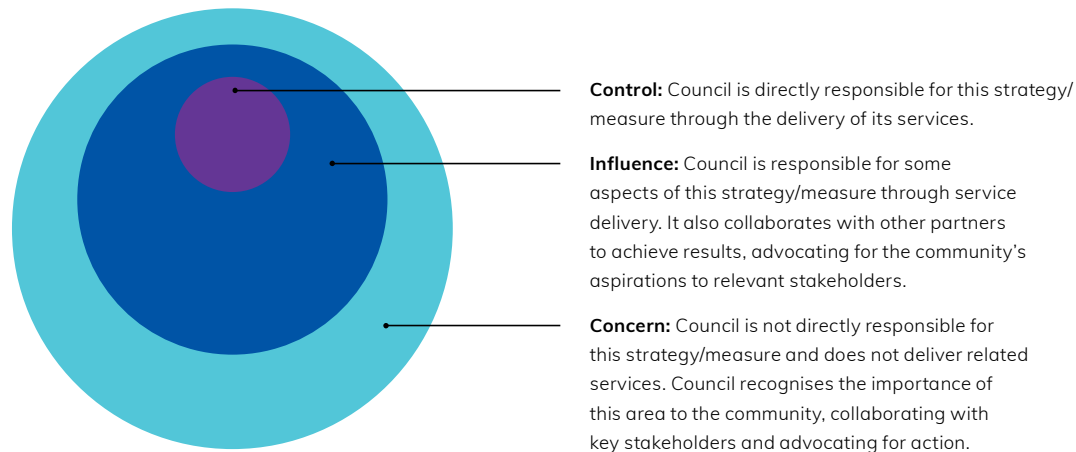 Control: Council is directly responsible for this strategy/
measure through the delivery of its services.
Influence: Council is responsible for some
aspects of this strategy/measure through service
delivery. It also collaborates with other partners
to achieve results, advocating for the community’s
aspirations to relevant stakeholders.
Concern: Council is not directly responsible for
this strategy/measure and does not deliver related
services. Council recognises the importance of
this area to the community, collaborating with
key stakeholders and advocating for action.